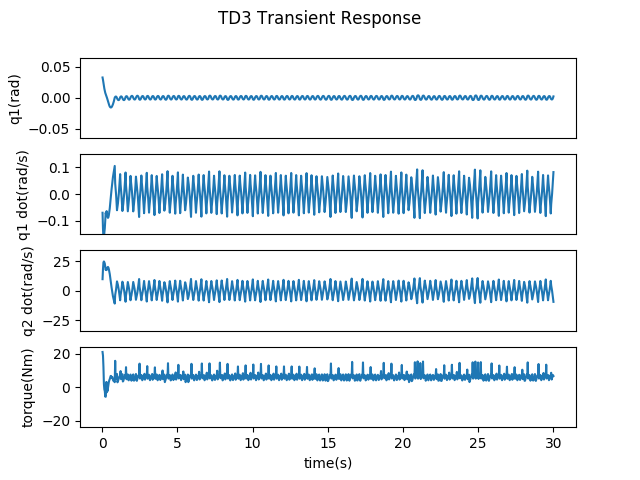 TD3 Transient Response
q1(rad)
0.05
0.00
−0.05
q1 dot(rad/s)
0.1
0.0
−0.1
q2 dot(rad/s)
25
0
−25
torque(Nm)
20
0
−20
0 5 10 15 20 25 30
time(s)